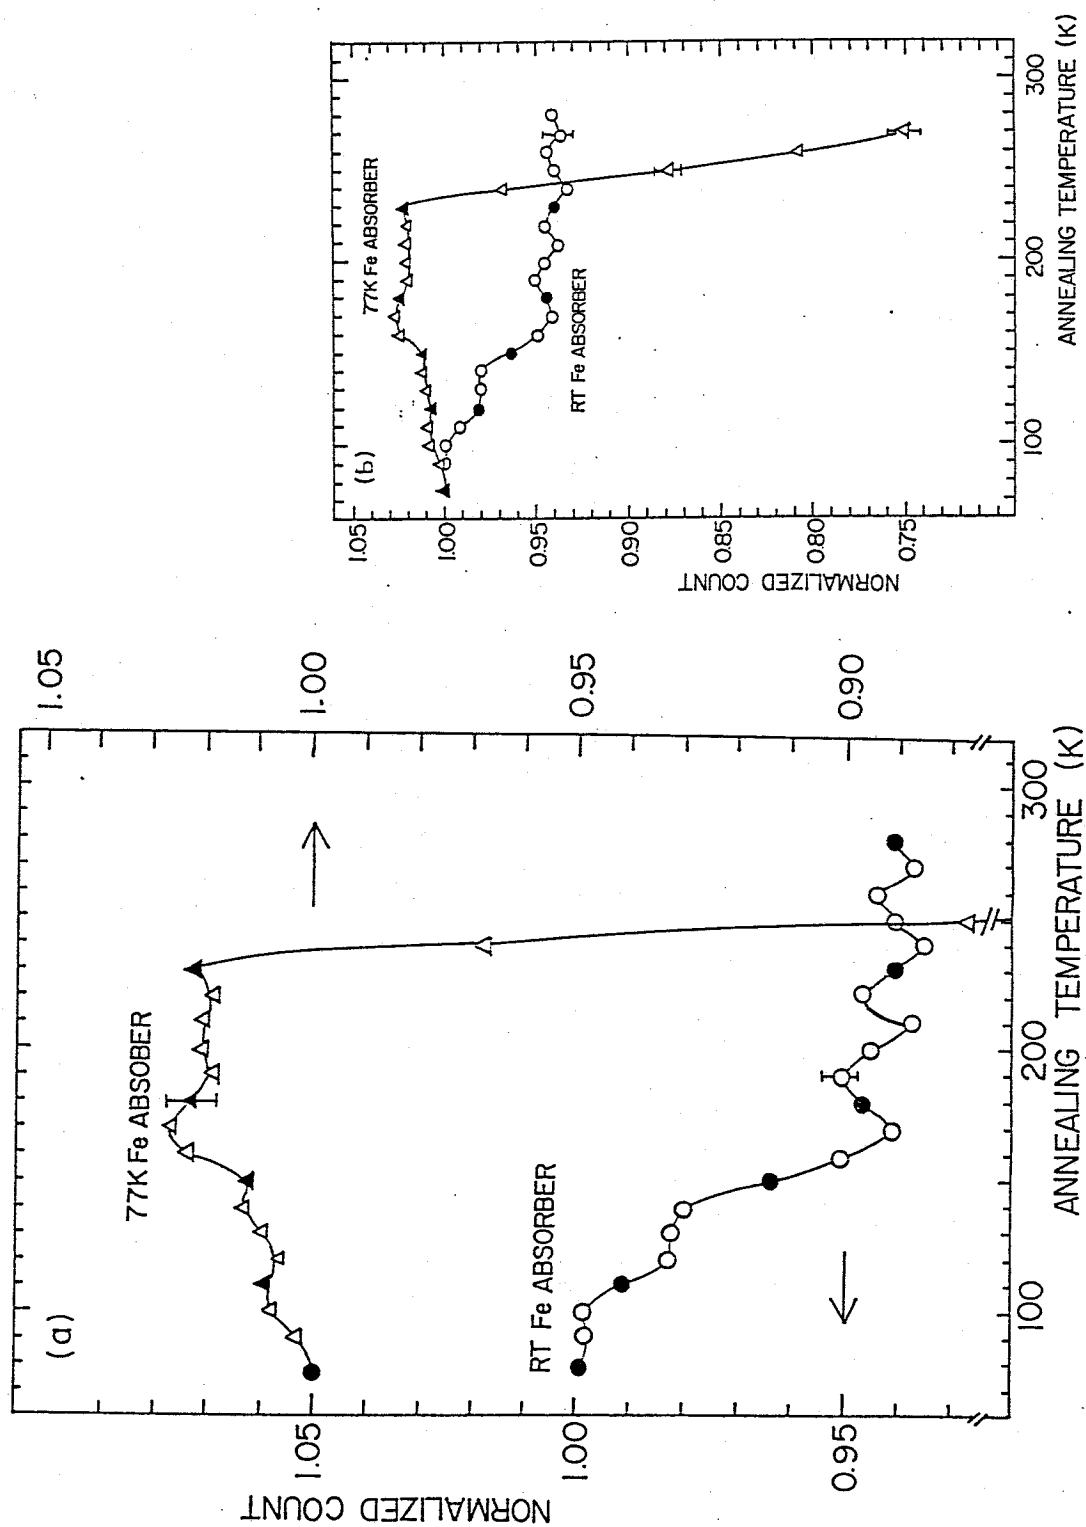 (a)
77K Fe ABSOBER
RT Fe ABSORBER
NORMALIZED COUNT
1.05
1.00
0.95
1.05
1.00
0.95
0.90
100
200
300
ANNEALING TEMPERATURE (K)
(b)
77K Fe ABSORBER
RT Fe ABSORBER
NORMALIZED COUNT
1.05
1.00
0.95
0.90
0.85
0.80
0.75
100
200
300
ANNEALING TEMPERATURE (K)